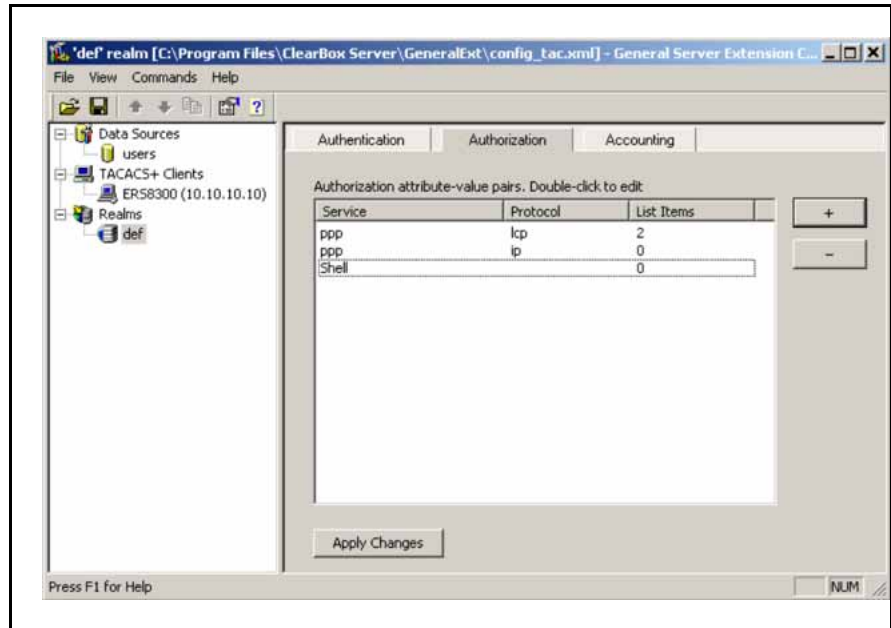 'def' realm [C:\Program Files\ClearBox Server\GeneralExt\config_tac.xml] - General Server Extension C...
File View Commands Help
Data Sources
users
TACACS+ Clients
ERS8300 (10.10.10.10)
Realms
def
Authentication Authorization Accounting
Authorization attribute-value pairs. Double-click to edit
Service Protocol List Items
ppp lcp 2
ppp ip 0
Shell 0
+
-
Apply Changes
Press F1 for Help NUM